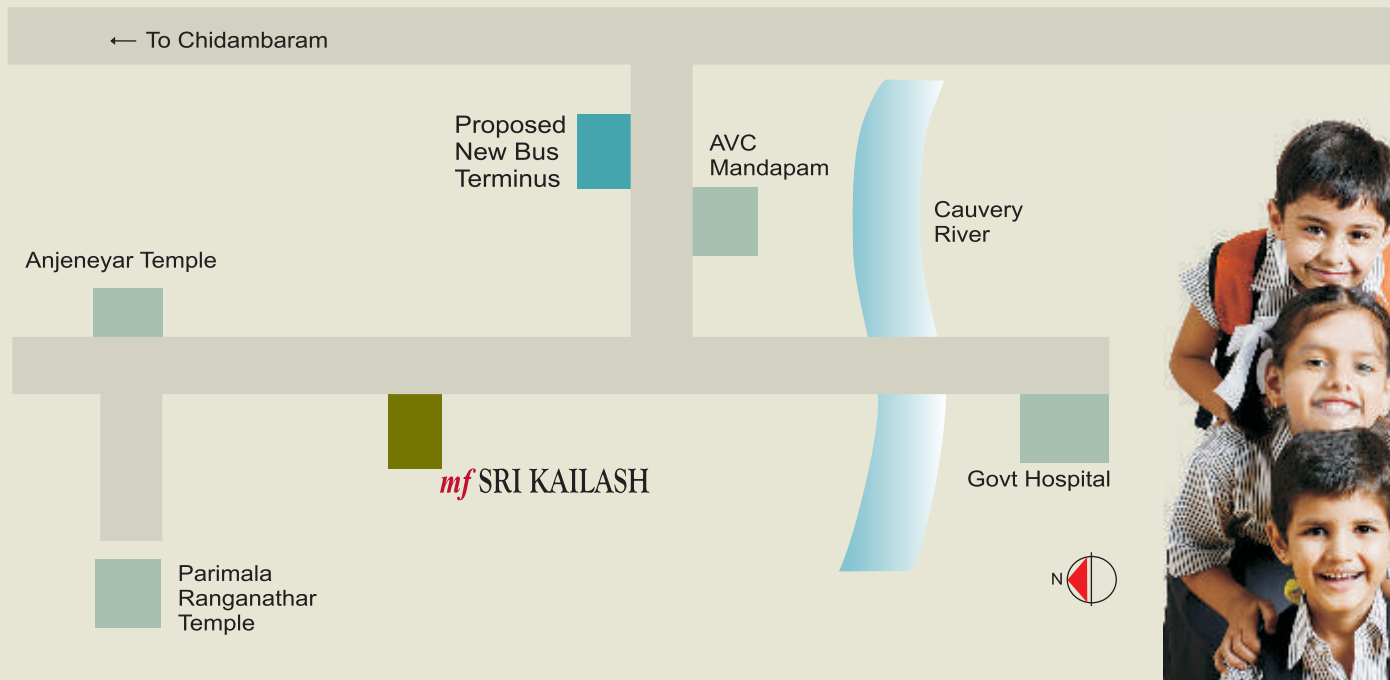 ← To Chidambaram
Proposed
New Bus
Terminus
AVC
Mandapam
Cauvery
River
Anjeneyar Temple
mf SRI KAILASH
Govt Hospital
N
Parimala
Ranganathar
Temple